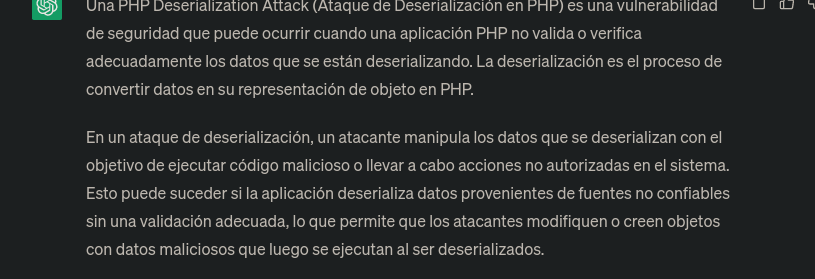 Una PHP Deserialization Attack (Ataque de Deserialización en PHP) es una vulnerabilidad
de seguridad que puede ocurrir cuando una aplicación PHP no valida o verifica
adecuadamente los datos que se están deserializando. La deserialización es el proceso de
convertir datos en su representación de objeto en PHP.
En un ataque de deserialización, un atacante manipula los datos que se deserializan con el
objetivo de ejecutar código malicioso o llevar a cabo acciones no autorizadas en el sistema.
Esto puede suceder si la aplicación deserializa datos provenientes de fuentes no confiables
sin una validación adecuada, lo que permite que los atacantes modifiquen o creen objetos
con datos maliciosos que luego se ejecutan al ser deserializados.